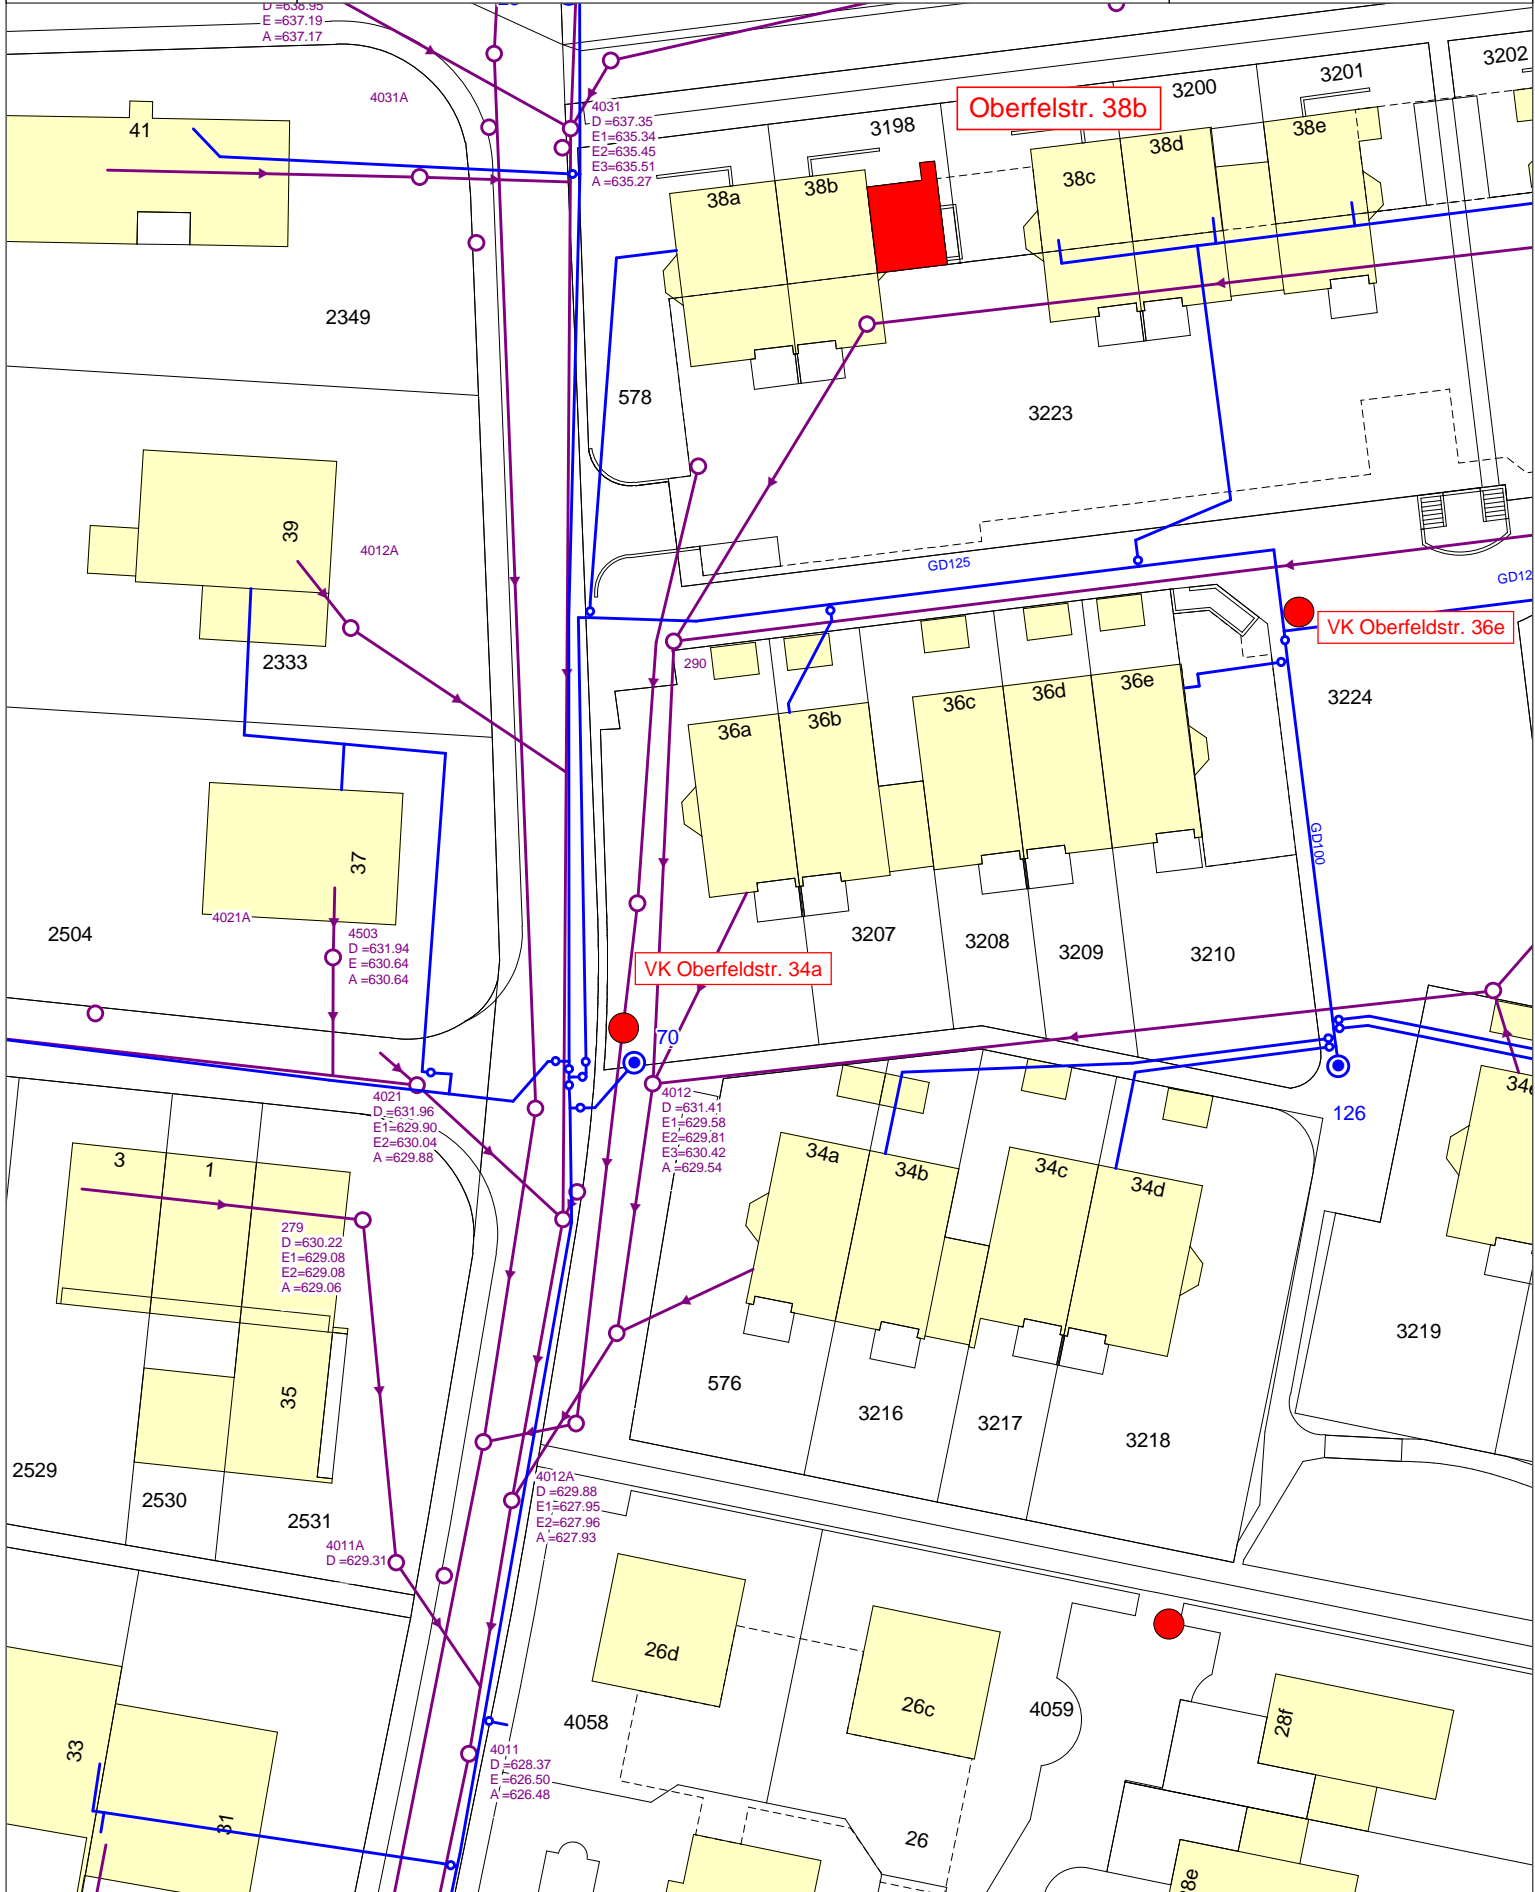 D =638.95
E =637.19
A =637.17
4031A
41
4031
D =637.35
E1=635.34
E2=635.45
E3=635.51
A =635.27
3198
Oberfelstr. 38b
3200
3201
3202
38a
38b
38c
38d
38e
2349
578
3223
39
4012A
2333
GD125
GD12
VK Oberfeldstr. 36e
290
3224
36a
36b
36c
36d
36e
37
GD100
4021A
2504
4503
D =631.94
E =630.64
A =630.64
3207
3208
3209
3210
VK Oberfeldstr. 34a
70
4021
D =631.96
E1=629.90
E2=630.04
A =629.88
4012
D =631.41
E1=629.58
E2=629.81
E3=630.42
A =629.54
126
3
1
34a
34b
34c
34d
34e
279
D =630.22
E1=629.08
E2=629.08
A =629.06
3219
35
576
3216
3217
3218
2529
2530
2531
4012A
D =629.88
E1=627.95
E2=627.96
A =627.93
4011A
D =629.31
26d
26c
4058
4059
28f
33
31
4011
D =628.37
E =626.50
A =626.48
26
8e